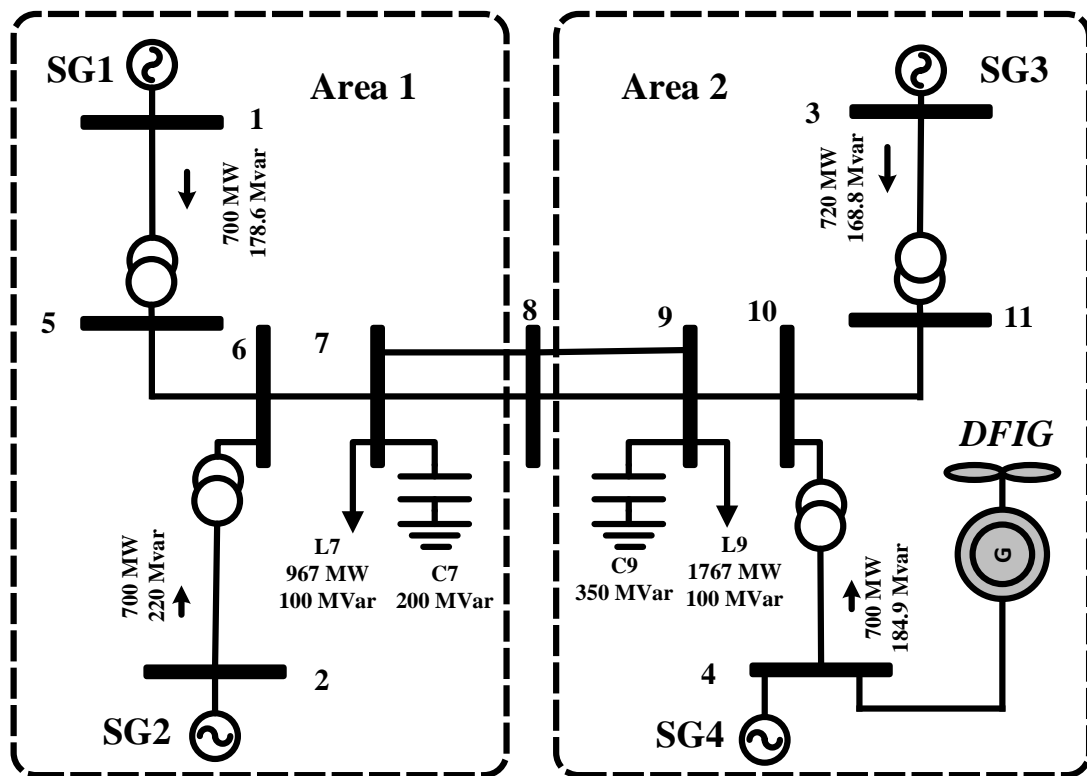 SG1
Area 1
Area 2
SG3
1
3
700 MW
178.6 Mvar
720 MW
168.8 Mvar
5
6
7
8
9
10
11
DFIG
G
L7
967 MW
100 MVar
C7
200 MVar
C9
350 MVar
L9
1767 MW
100 MVar
700 MW
220 Mvar
700 MW
184.9 Mvar
2
4
SG2
SG4